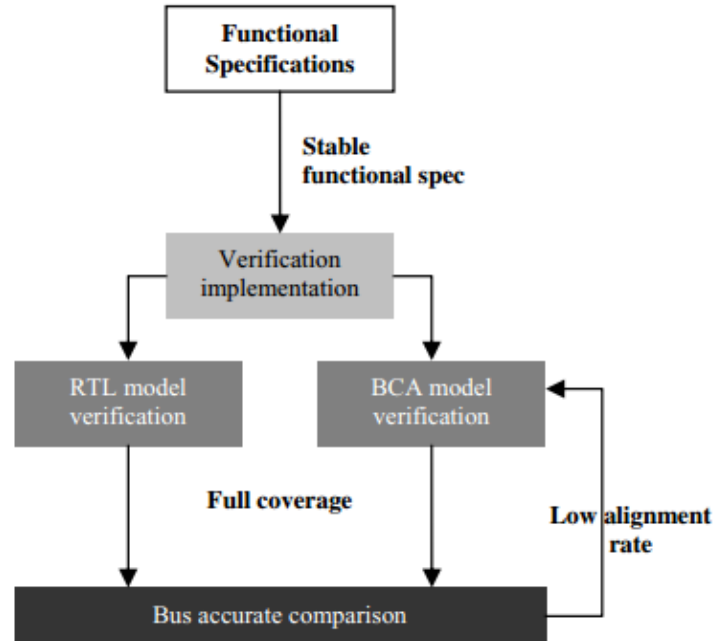 Functional
Specifications
Stable
functional spec
Verification
implementation
RTL model
verification
BCA model
verification
Full coverage
Low alignment
rate
Bus accurate comparison